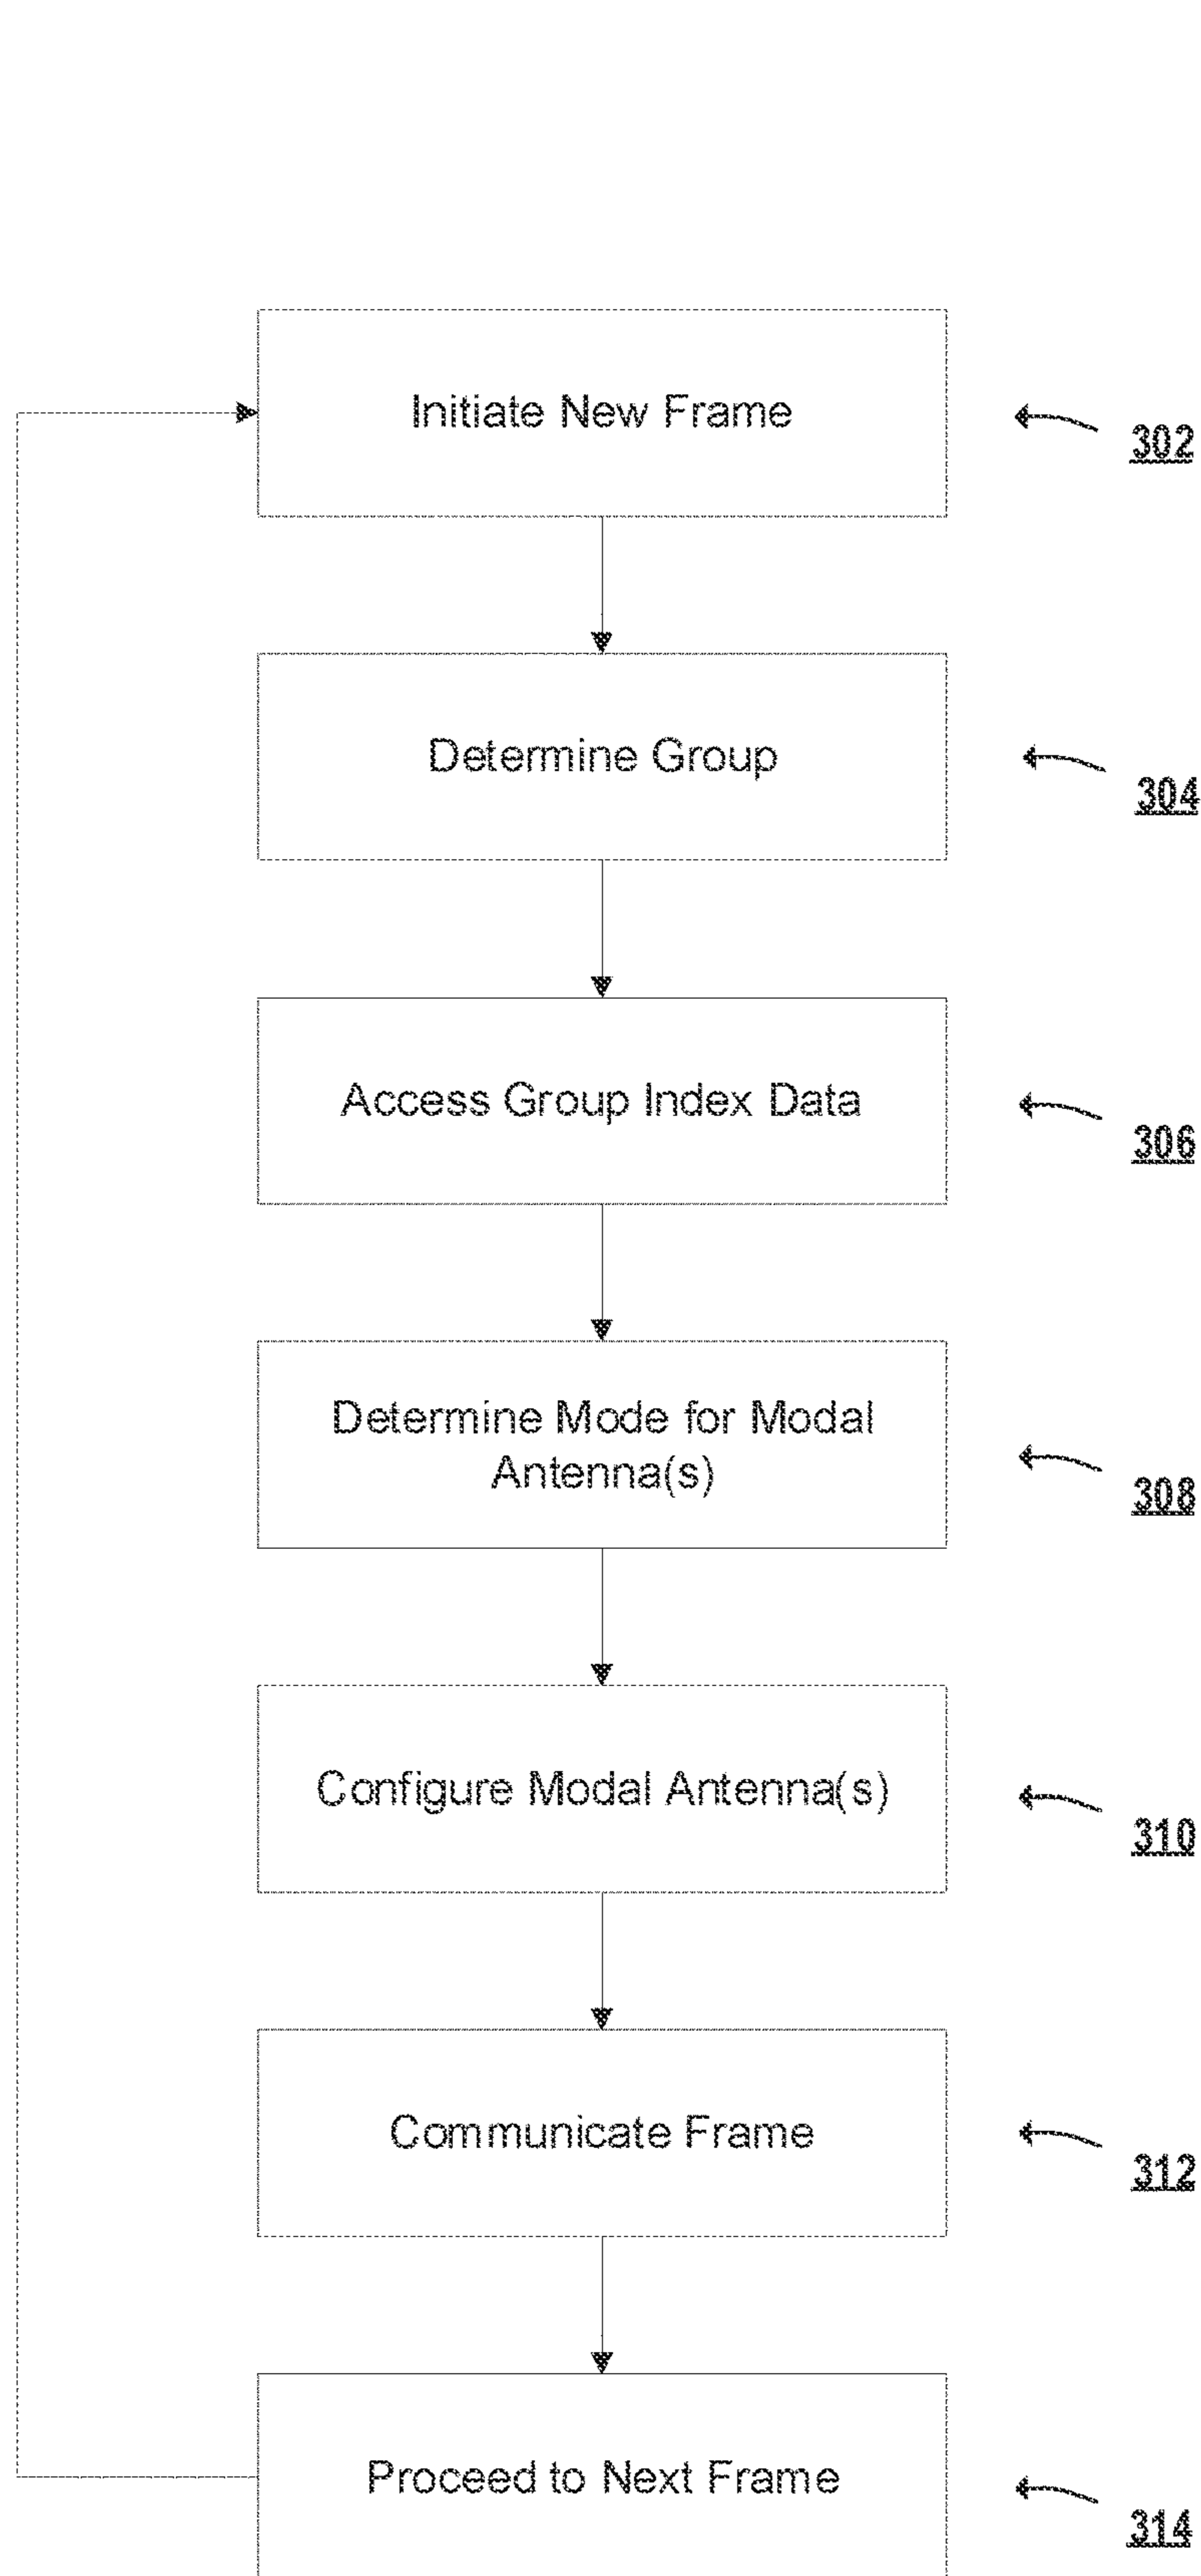 Initiate New Frame
302
Determine Group
304
Access Group Index Data
306
Determine Mode for Modal
Antenna(s)
308
Configure Modal Antenna(s)
310
Communicate Frame
312
Proceed to Next Frame
314